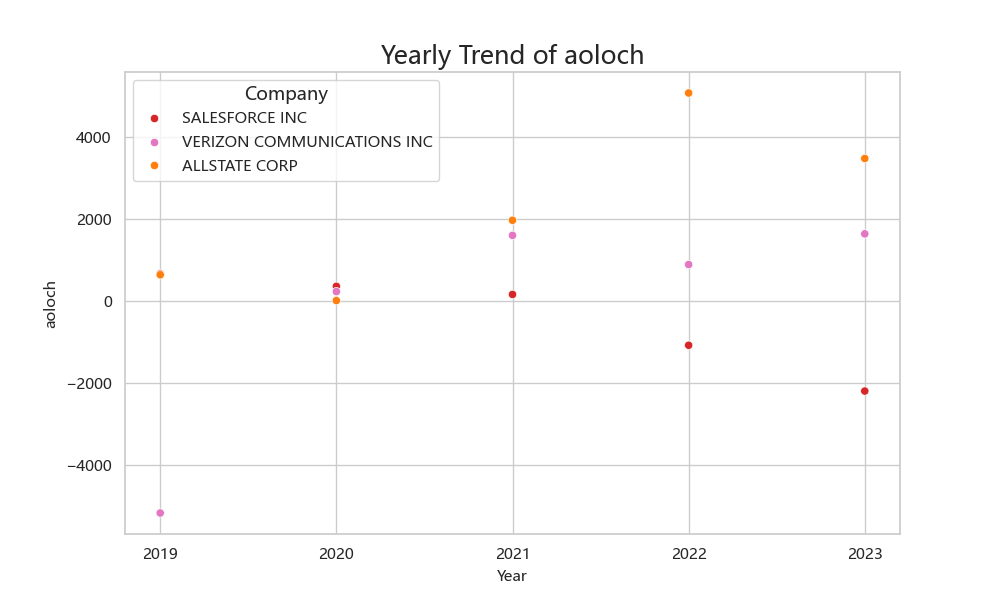 Yearly Trend of aoloch
Company
SALESFORCE INC
VERIZON COMMUNICATIONS INC
ALLSTATE CORP
4000
2000
0
−2000
−4000
aoloch
2019
2020
2021
2022
2023
Year